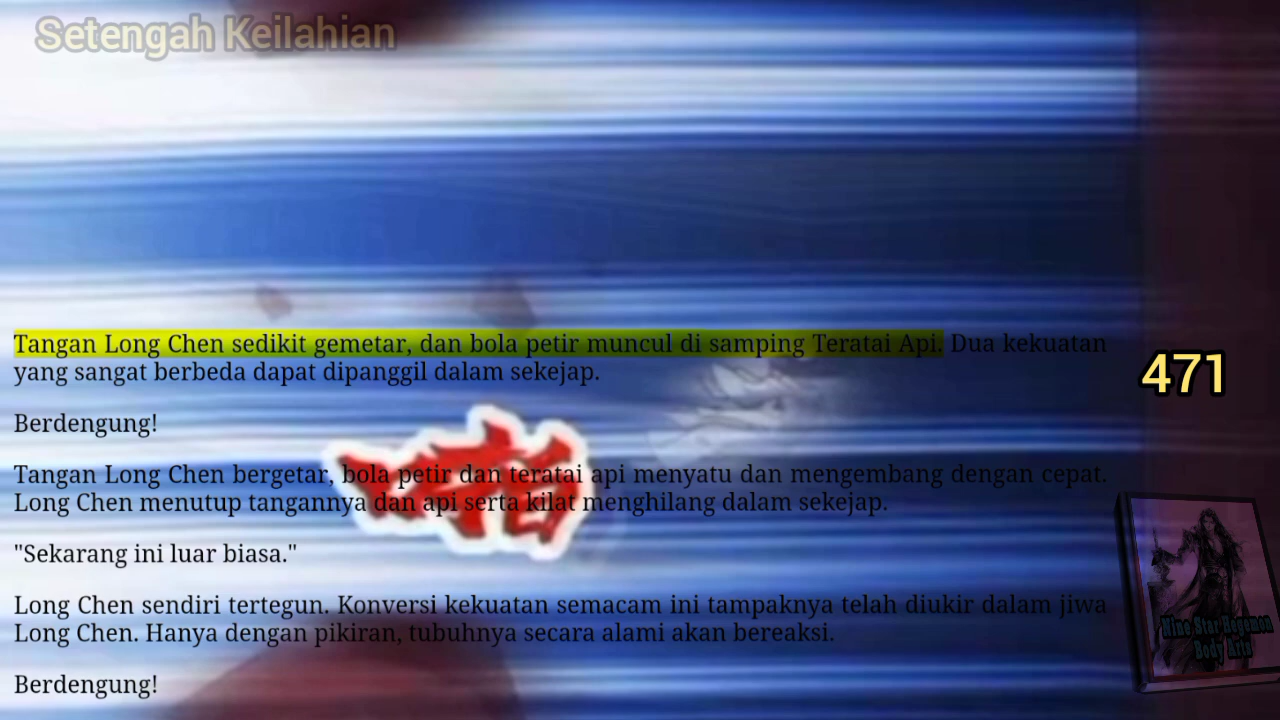 Setengah Keilahian
Tangan Long Chen sedikit gemetar, dan bola petir muncul di samping Teratai Api. Dua kekuatan
yang sangat berbeda dapat dipanggil dalam sekejap.
471
Berdengung!
Tangan Long Chen bergetar, bola petir dan teratai api menyatu dan mengembang dengan cepat.
Long Chen menutup tangannya dan api serta kilat menghilang dalam sekejap.
"Sekarang ini luar biasa."
Long Chen sendiri tertegun. Konversi kekuatan semacam ini tampaknya telah diukir dalam jiwa
Long Chen. Hanya dengan pikiran, tubuhnya secara alami akan bereaksi.
Nine Star Hegemon
Body Arts
Berdengung!